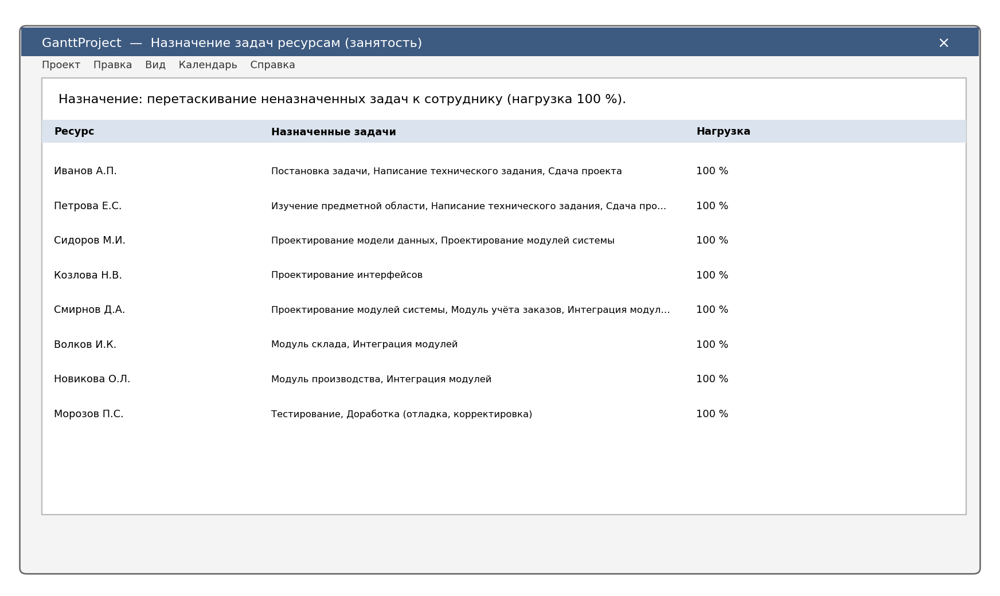 GanttProject — Назначение задач ресурсам (занятость) ×
Проект Правка Вид Календарь Справка
Назначение: перетаскивание неназначенных задач к сотруднику (нагрузка 100 %).
Ресурс Назначенные задачи Нагрузка
Иванов А.П. Постановка задачи, Написание технического задания, Сдача проекта 100 %
Петрова Е.С. Изучение предметной области, Написание технического задания, Сдача про... 100 %
Сидоров М.И. Проектирование модели данных, Проектирование модулей системы 100 %
Козлова Н.В. Проектирование интерфейсов 100 %
Смирнов Д.А. Проектирование модулей системы, Модуль учёта заказов, Интеграция модул... 100 %
Волков И.К. Модуль склада, Интеграция модулей 100 %
Новикова О.Л. Модуль производства, Интеграция модулей 100 %
Морозов П.С. Тестирование, Доработка (отладка, корректировка) 100 %